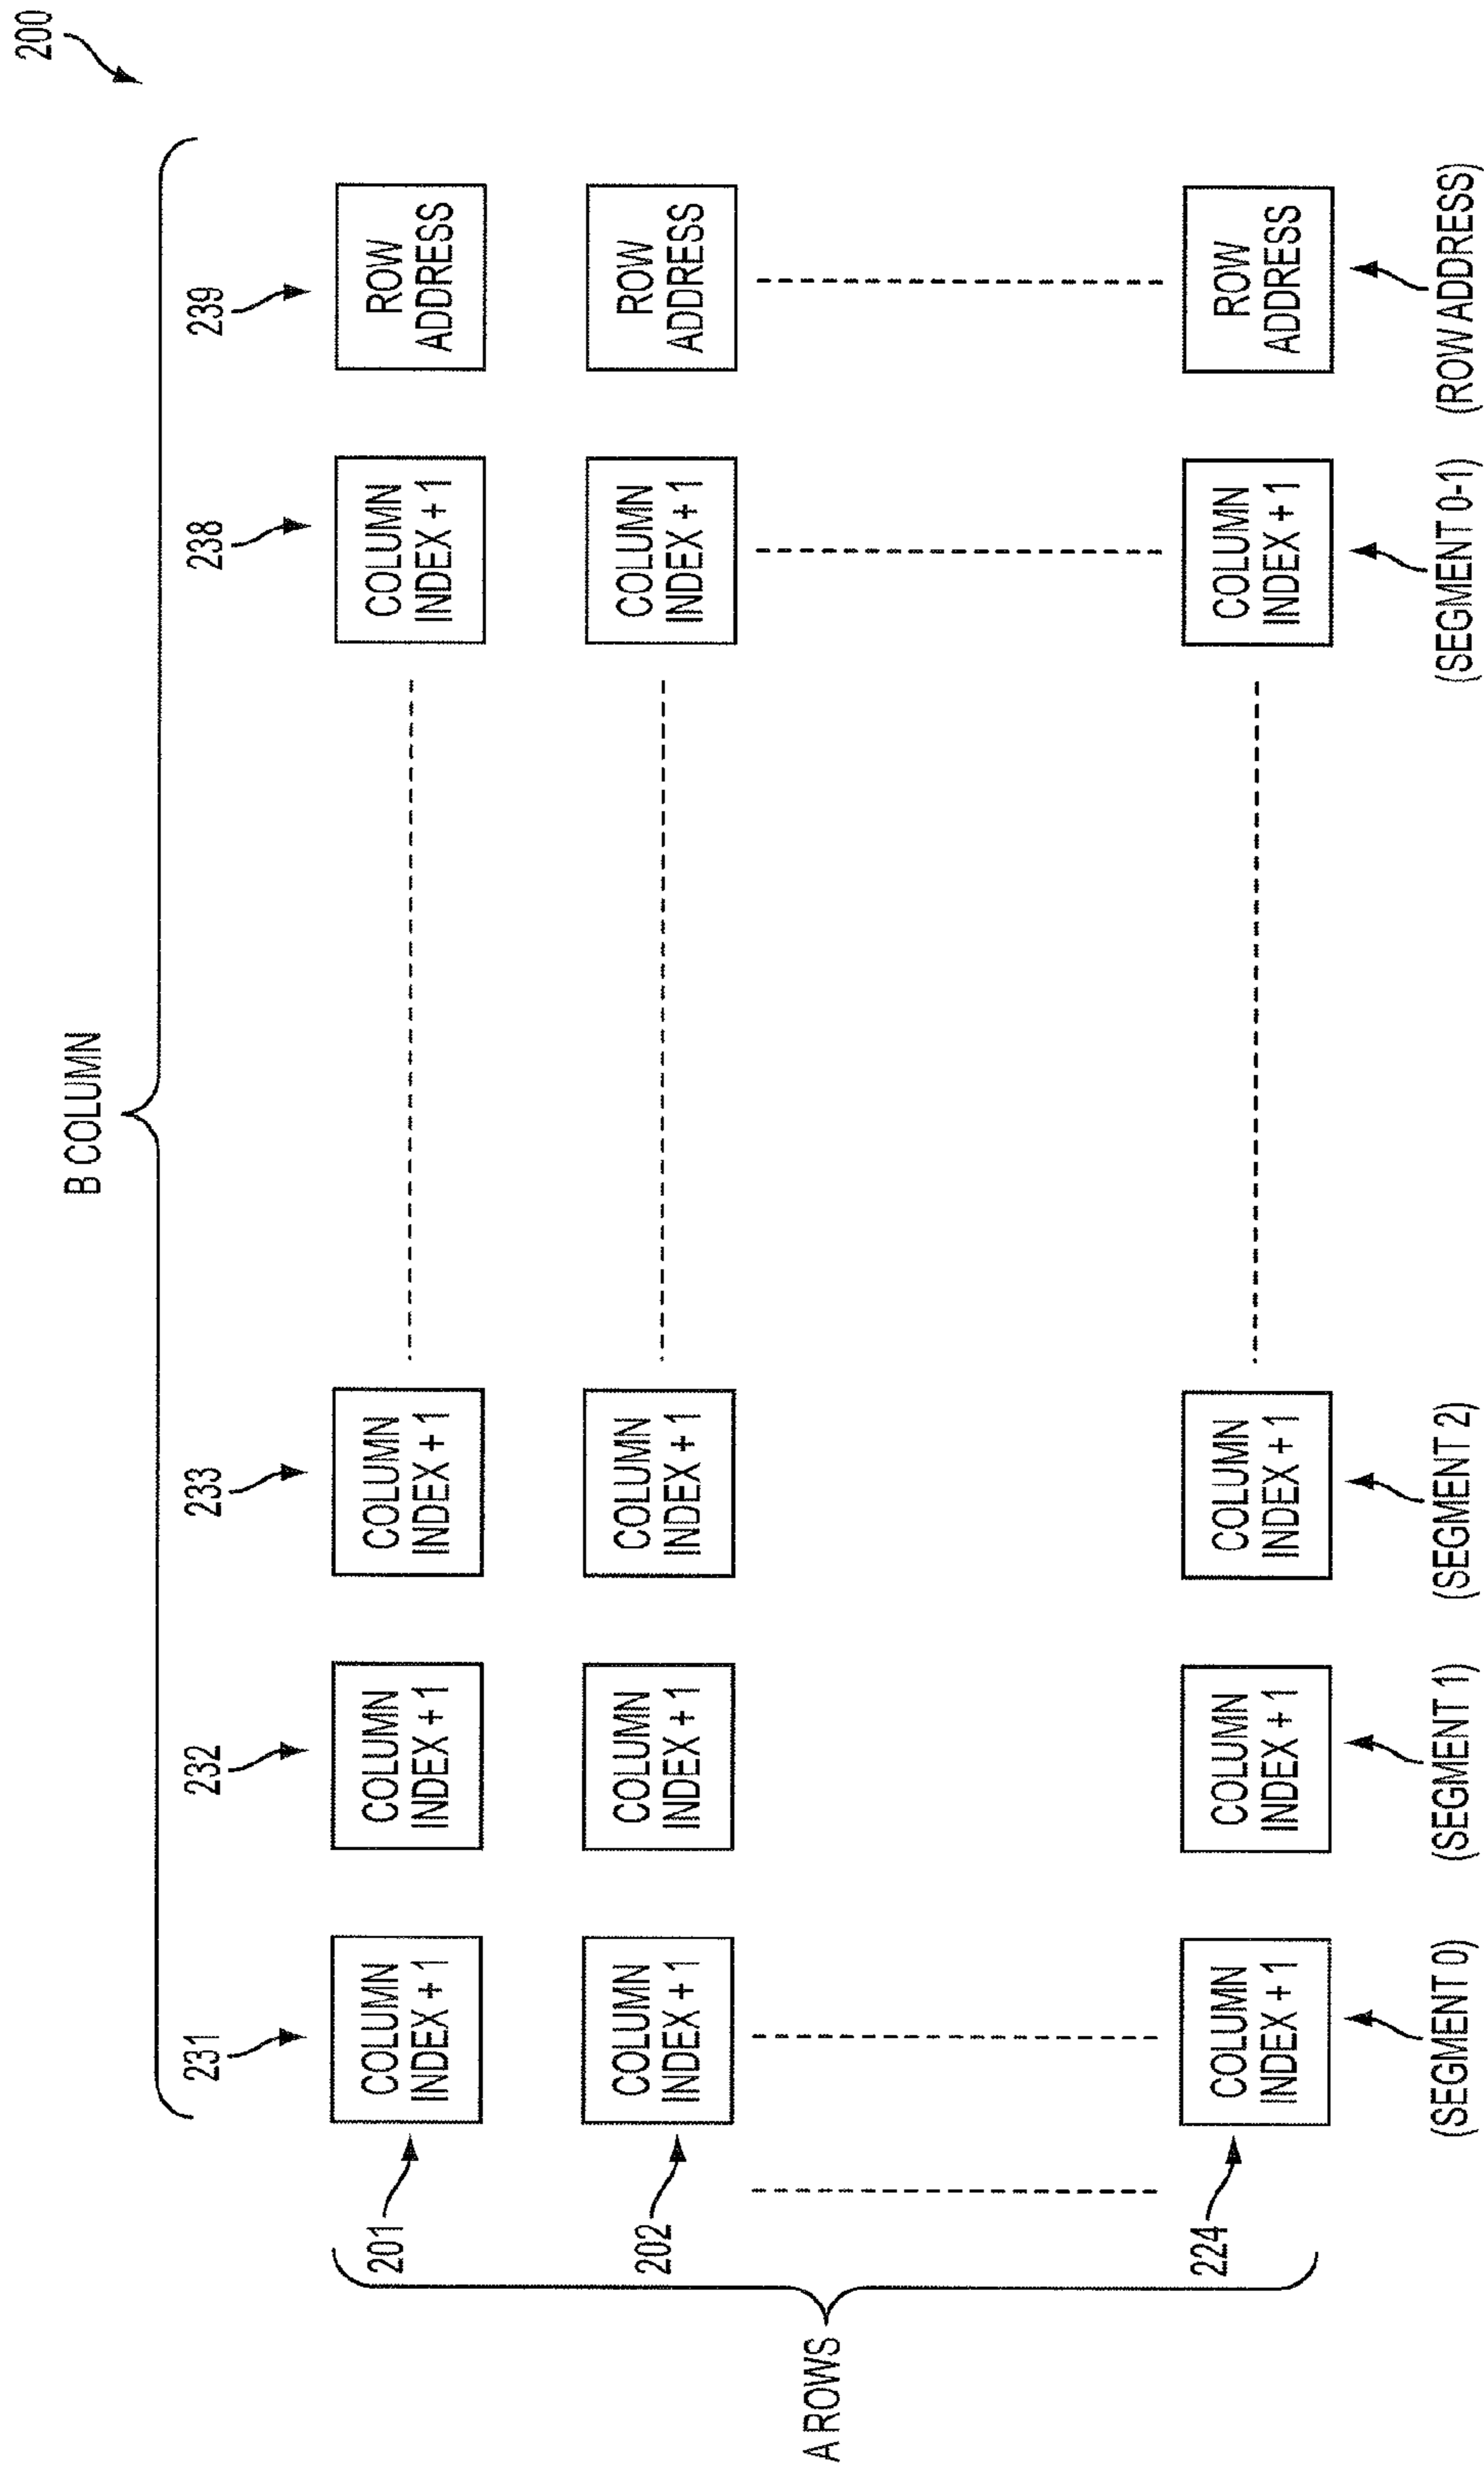 200
B COLUMN
231
232
233
238
239
A ROWS
201
COLUMN
INDEX + 1
COLUMN
INDEX + 1
COLUMN
INDEX + 1
COLUMN
INDEX + 1
ROW
ADDRESS
202
COLUMN
INDEX + 1
COLUMN
INDEX + 1
COLUMN
INDEX + 1
COLUMN
INDEX + 1
ROW
ADDRESS
224
COLUMN
INDEX + 1
COLUMN
INDEX + 1
COLUMN
INDEX + 1
COLUMN
INDEX + 1
ROW
ADDRESS
(SEGMENT 0)
(SEGMENT 1)
(SEGMENT 2)
(SEGMENT 0-1)
(ROW ADDRESS)